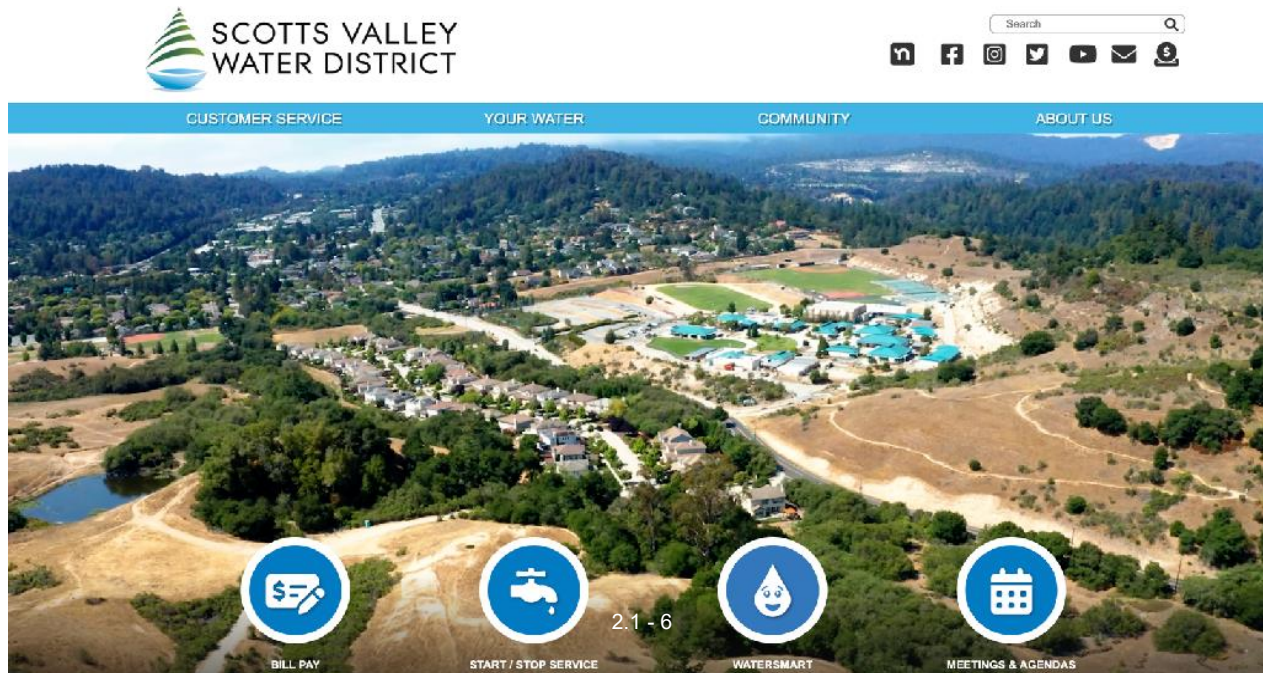 SCOTTS VALLEY
WATER DISTRICT
Search
CUSTOMER SERVICE YOUR WATER COMMUNITY ABOUT US
2.1 - 6
BILL PAY START / STOP SERVICE WATERSMART MEETINGS & AGENDAS